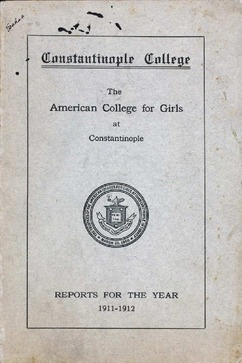 Constantinople College
The
American College for Girls
at
Constantinople
REPORTS FOR THE YEAR
1911-1912